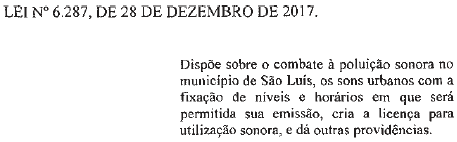 LEI Nº 6.287, DE 28 DE DEZEMBRO DE 2017.
Dispõe sobre o combate à poluição sonora no
município de São Luís, os sons urbanos com a
fixação de níveis e horários em que será
permitida sua emissão, cria a licença para
utilização sonora, e dá outras providências.